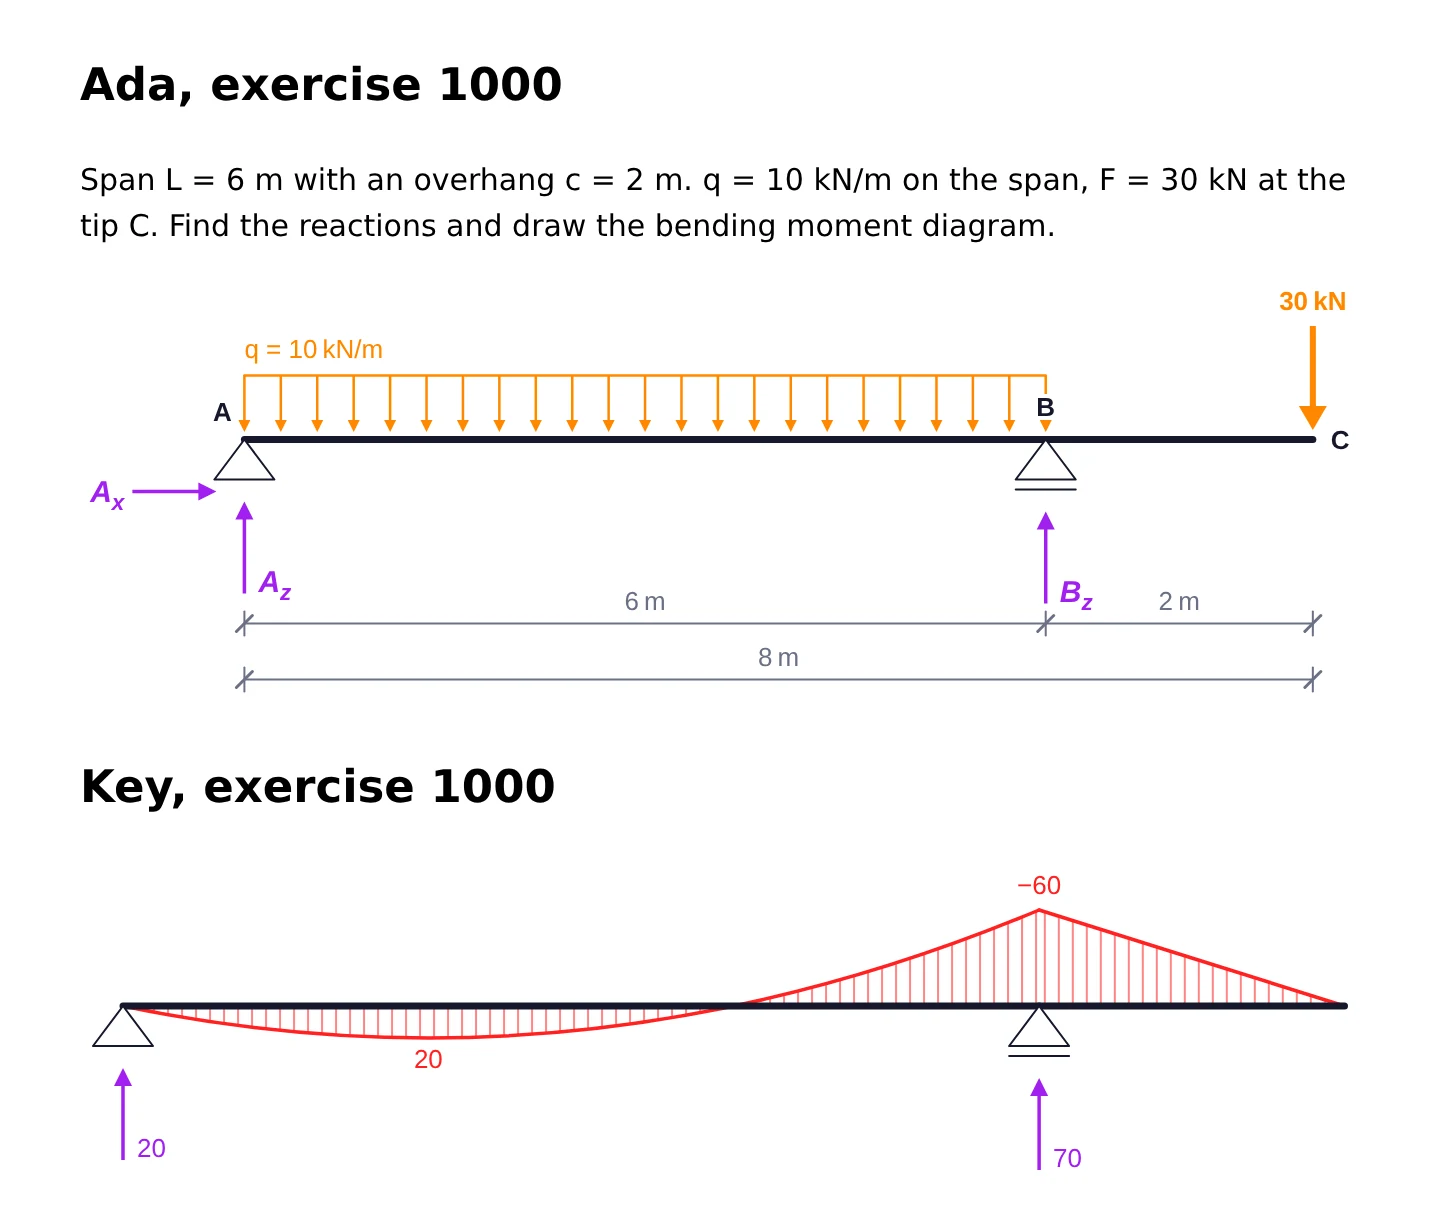 Ada, exercise 1000
Span L = 6 m with an overhang c = 2 m. q = 10 kN/m on the span, F = 30 kN at the
tip C. Find the reactions and draw the bending moment diagram.
30 kN
q = 10 kN/m
A
B
C
Ax
Az
Bz
6 m
2 m
8 m
Key, exercise 1000
−60
20
20
70